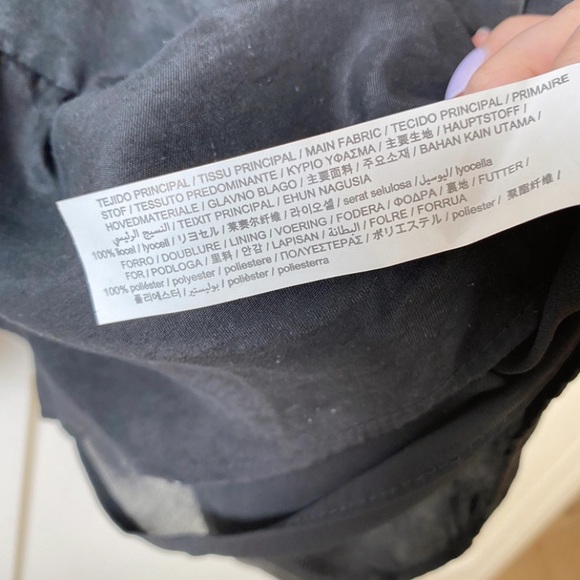 TEJIDO PRINCIPAL / TISSU PRINCIPAL / MAIN FABRIC / TECIDO PRINCIPAL / PRIMAIRE
STOF / TESSUTO PREDOMINANTE / ΚΥΡΙΟ ΥΦΑΣΜΑ / 主要生地 / HAUPTSTOFF /
HOVEDMATERIALE / GLAVNO BLAGO / 主要面料 / 주요소재 / BAHAN KAIN UTAMA /
النسيج الرئيسي / TEIXIT PRINCIPAL / EHUN NAGUSIA
100% liocel / lyocell / リヨセル / 莱赛尔纤维 / 라이오셀 / serat selulosa / ليوسيل / lyocella
FORRO / DOUBLURE / LINING / VOERING / FODERA / ΦΟΔΡΑ / 裏地 / FUTTER /
FOR / PODLOGA / 里料 / 안감 / LAPISAN / البطانة / FOLRE / FORRUA
100% poliéster / polyester / poliestere / ΠΟΛΥΕΣΤΕΡΑΣ / ポリエステル / poliester / 聚酯纤维 /
폴리에스터 / بوليستير / polièster / poliesterra